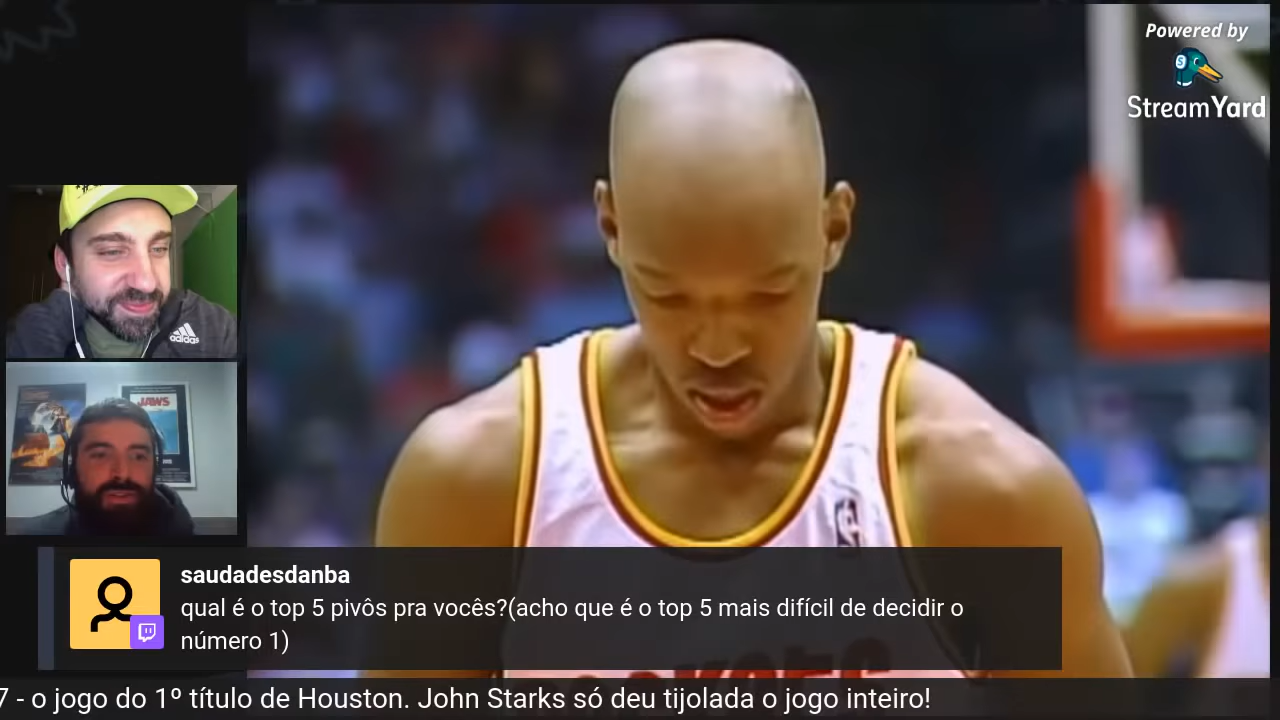 Powered by
StreamYard
adidas
JAWS
saudadesdanba
qual é o top 5 pivôs pra vocês?(acho que é o top 5 mais difícil de decidir o
número 1)
7 - o jogo do 1º título de Houston. John Starks só deu tijolada o jogo inteiro!